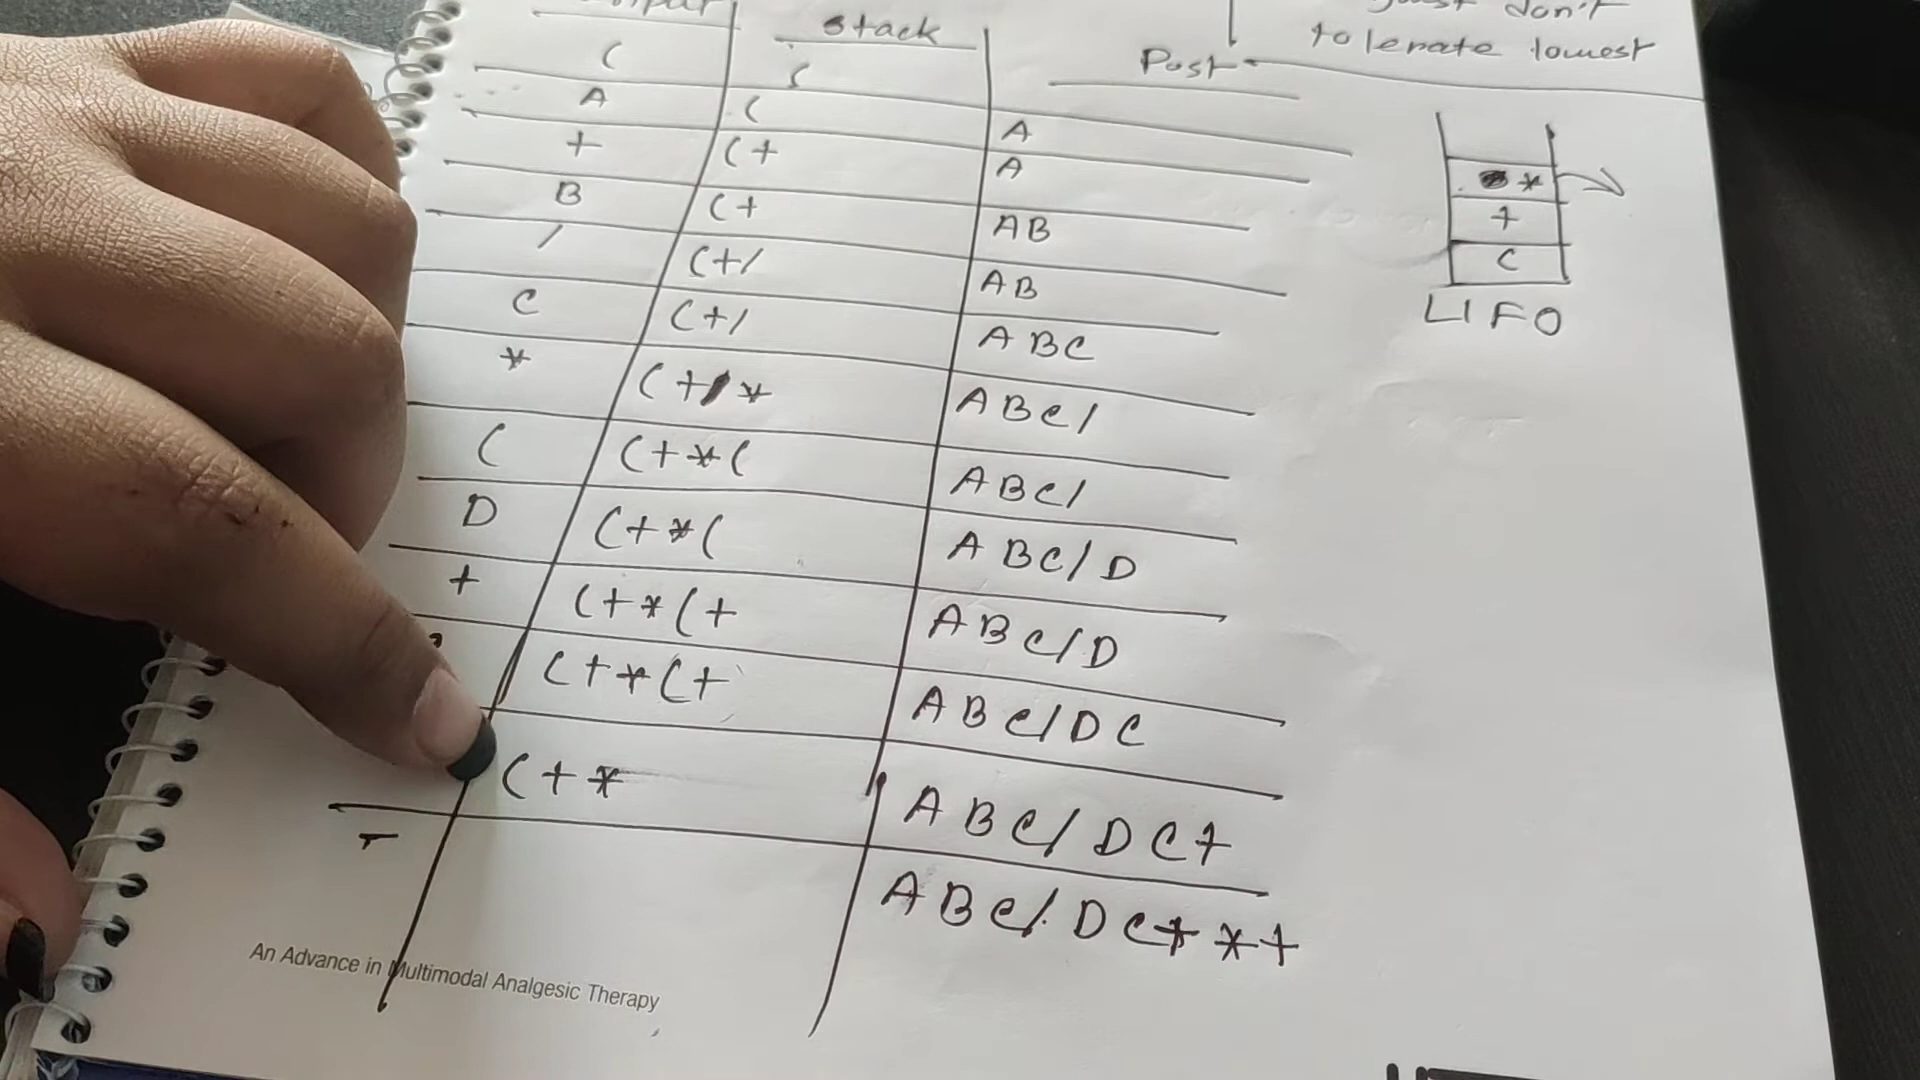 stack
Post
don't
tolerate lowest
( (
A ( A
+ (+ A
B (+ AB
/ (+/ AB
C (+/ ABC
* (+ * ABC/
( (+*( ABC/
D (+*( ABC/D
+ (+*(+ ABC/D
(+*(+ ABC/DC
(+* ABC/DC+
ABC/DC+*+
*
+
C
LIFO
An Advance in Multimodal Analgesic Therapy